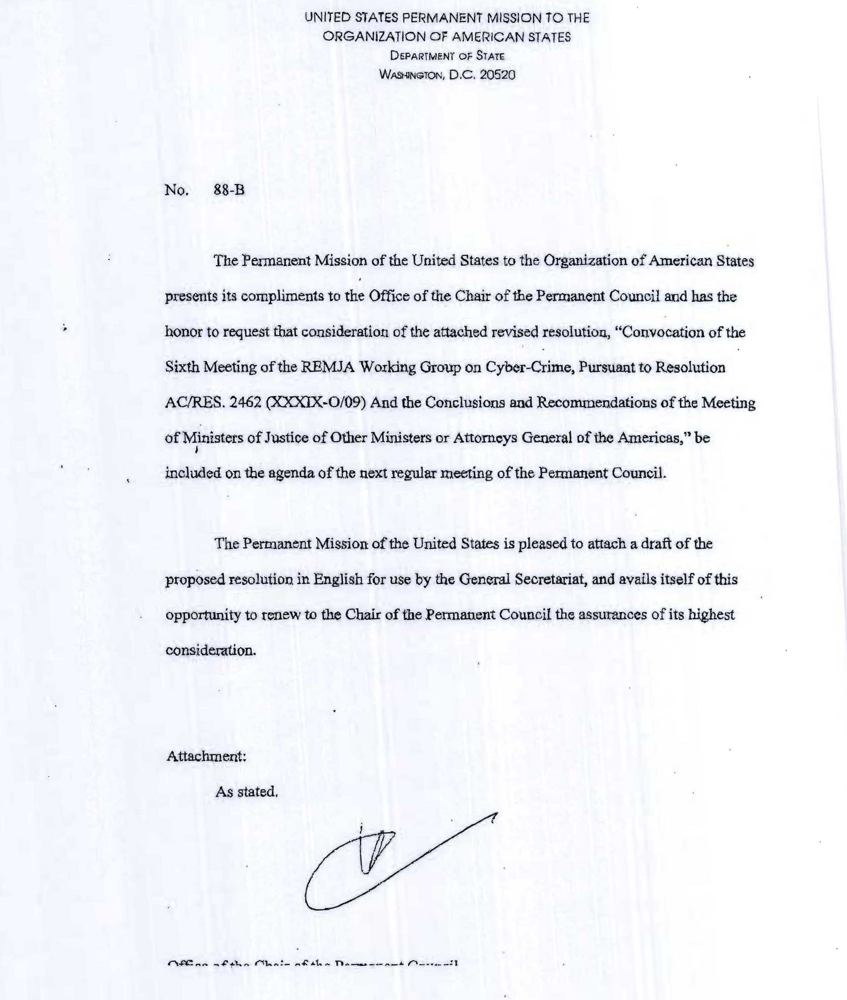 UNITED STATES PERMANENT MISSION TO THE
ORGANIZATION OF AMERICAN STATES
DEPARTMENT OF STATE
WASHINGTON, D.C. 20520
No. 88-B
The Permanent Mission of the United States to the Organization of American States
presents its compliments to the Office of the Chair of the Permanent Council and has the
honor to request that consideration of the attached revised resolution, “Convocation of the
Sixth Meeting of the REMJA Working Group on Cyber-Crime, Pursuant to Resolution
AC/RES. 2462 (XXXIX-O/09) And the Conclusions and Recommendations of the Meeting
of Ministers of Justice of Other Ministers or Attorneys General of the Americas,” be
included on the agenda of the next regular meeting of the Permanent Council.
The Permanent Mission of the United States is pleased to attach a draft of the
proposed resolution in English for use by the General Secretariat, and avails itself of this
opportunity to renew to the Chair of the Permanent Council the assurances of its highest
consideration.
Attachment:
As stated.
Office of the Chair of the Permanent Council